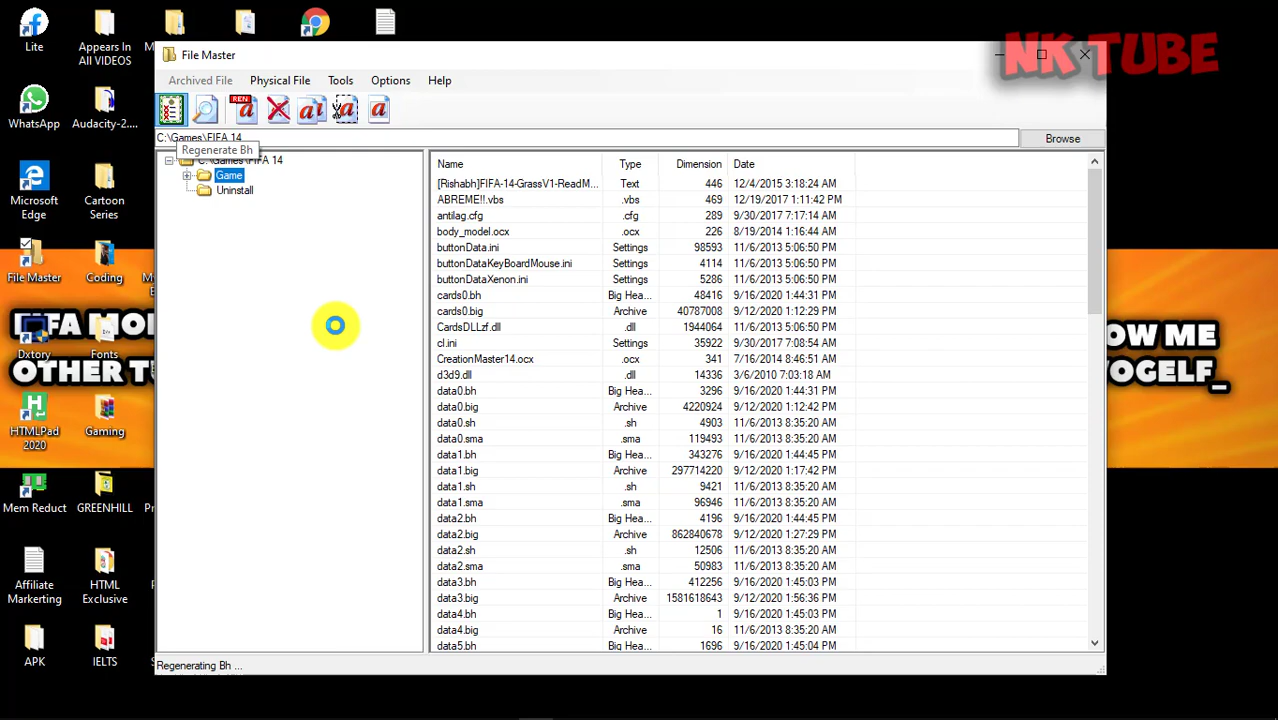 Lite
Appears In
All VIDEOS
M
NK TUBE
File Master
Archived File Physical File Tools Options Help
REN
C:\Games\FIFA 14
Browse
Regenerate Bh
C:\Games\FIFA 14
Game
Uninstall
WhatsApp
Audacity-2....
Microsoft
Edge
Cartoon
Series
File Master
Coding
Dxtory
Fonts
HTMLPad
2020
Gaming
Mem Reduct
GREENHILL
Affiliate
Marketing
HTML
Exclusive
APK
IELTS
FIFA MO
OTHER T
OW ME
OGELF_
Name Type Dimension Date
[Rishabh]FIFA-14-GrassV1-ReadM... Text 446 12/4/2015 3:18:24 AM
ABREME!!.vbs .vbs 469 12/19/2017 1:11:42 PM
antilag.cfg .cfg 289 9/30/2017 7:17:14 AM
body_model.ocx .ocx 226 8/19/2014 1:16:44 AM
buttonData.ini Settings 98593 11/6/2013 5:06:50 PM
buttonDataKeyBoardMouse.ini Settings 4114 11/6/2013 5:06:50 PM
buttonDataXenon.ini Settings 5286 11/6/2013 5:06:50 PM
cards0.bh Big Hea... 48416 9/16/2020 1:44:31 PM
cards0.big Archive 40787008 9/12/2020 1:12:29 PM
CardsDLLzf.dll .dll 1944064 11/6/2013 5:06:50 PM
cl.ini Settings 35922 9/30/2017 7:08:54 AM
CreationMaster14.ocx .ocx 341 7/16/2014 8:46:51 AM
d3d9.dll .dll 14336 3/6/2010 7:03:18 AM
data0.bh Big Hea... 3296 9/16/2020 1:44:31 PM
data0.big Archive 4220924 9/12/2020 1:12:42 PM
data0.sh .sh 4903 11/6/2013 8:35:20 AM
data0.sma .sma 119493 11/6/2013 8:35:20 AM
data1.bh Big Hea... 343276 9/16/2020 1:44:45 PM
data1.big Archive 297714220 9/12/2020 1:17:42 PM
data1.sh .sh 9421 11/6/2013 8:35:20 AM
data1.sma .sma 96946 11/6/2013 8:35:20 AM
data2.bh Big Hea... 4196 9/16/2020 1:44:45 PM
data2.big Archive 862840678 9/12/2020 1:27:29 PM
data2.sh .sh 12506 11/6/2013 8:35:20 AM
data2.sma .sma 50983 11/6/2013 8:35:20 AM
data3.bh Big Hea... 412256 9/16/2020 1:45:03 PM
data3.big Archive 1581618643 9/12/2020 1:56:36 PM
data4.bh Big Hea... 1 9/16/2020 1:45:03 PM
data4.big Archive 16 11/6/2013 8:35:20 AM
data5.bh Big Hea... 1696 9/16/2020 1:45:04 PM
Regenerating Bh ...